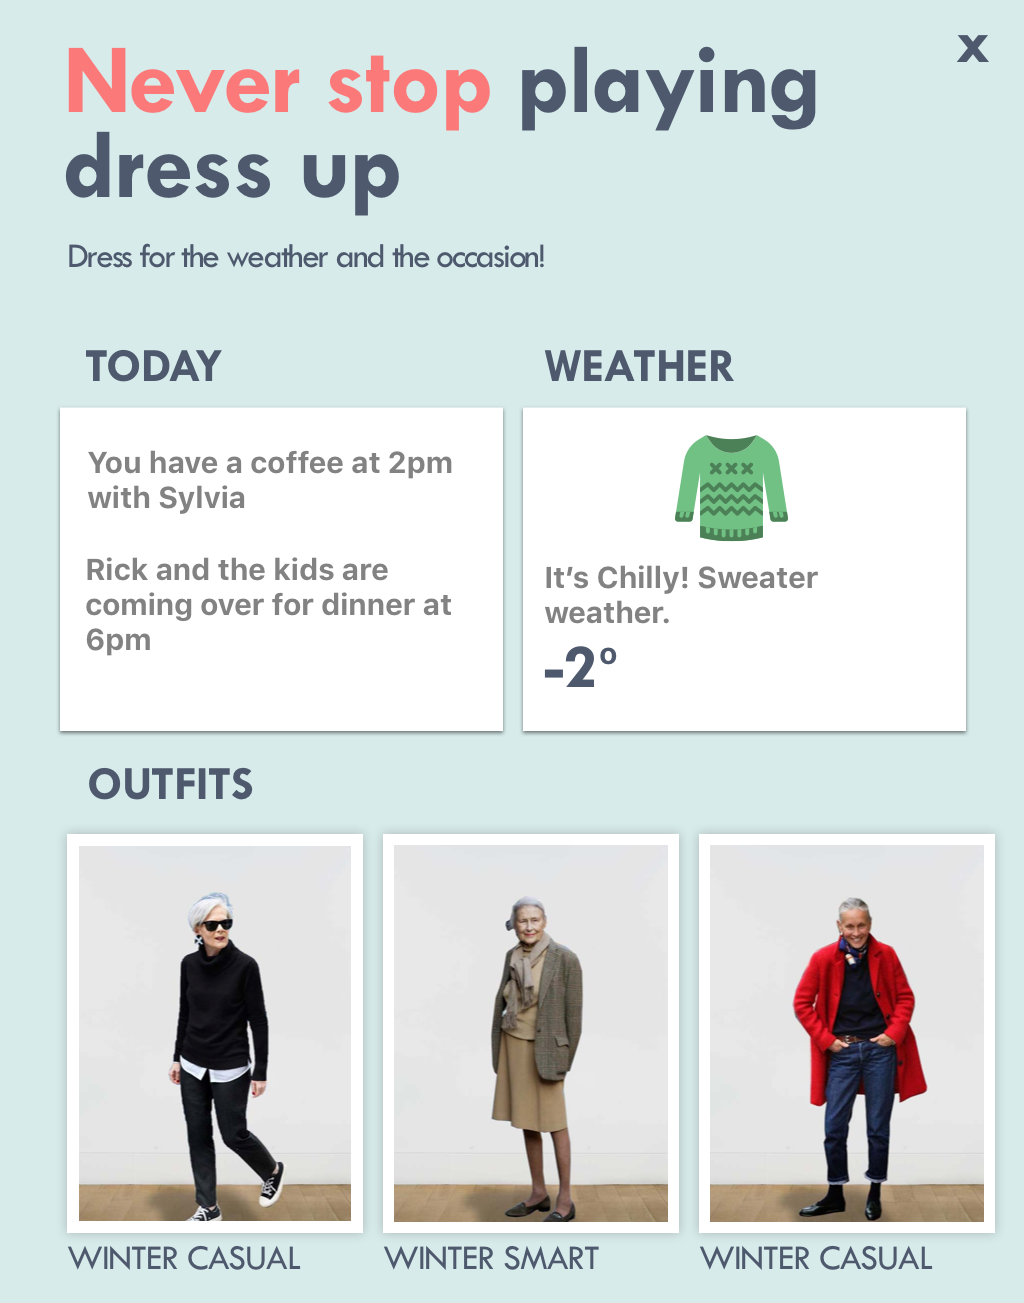 x
Never stop playing
dress up
Dress for the weather and the occasion!
TODAY
WEATHER
You have a coffee at 2pm
with Sylvia
Rick and the kids are
coming over for dinner at
6pm
It’s Chilly! Sweater
weather.
-2º
OUTFITS
WINTER CASUAL
WINTER SMART
WINTER CASUAL